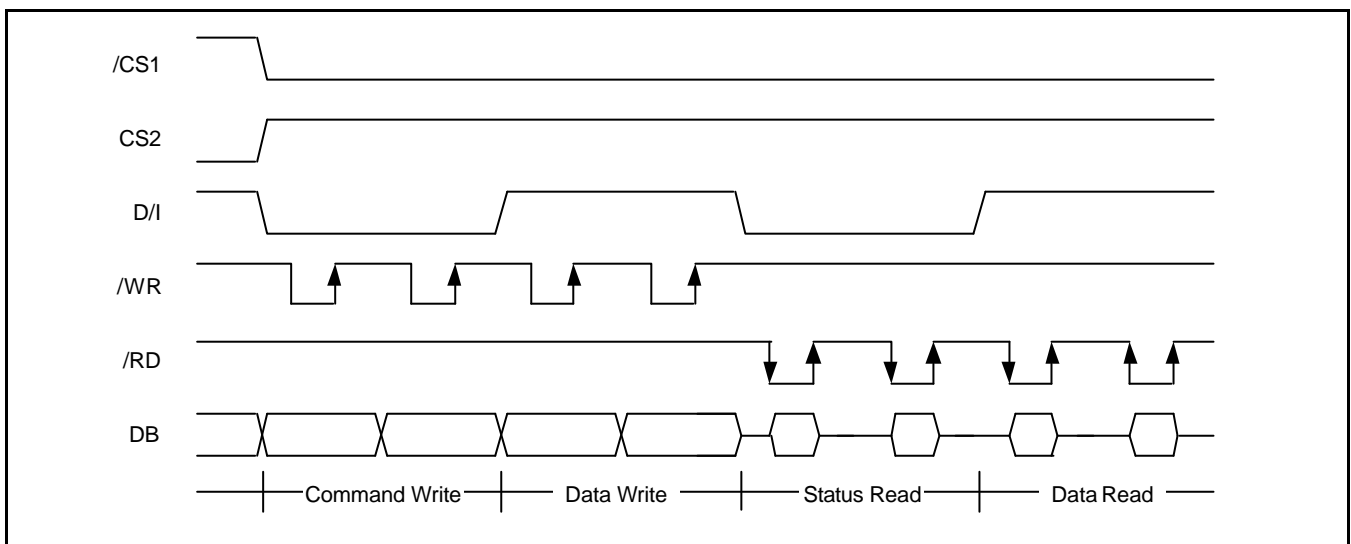 /CS1
CS2
D/I
/WR
/RD
DB
Command Write Data Write Status Read Data Read